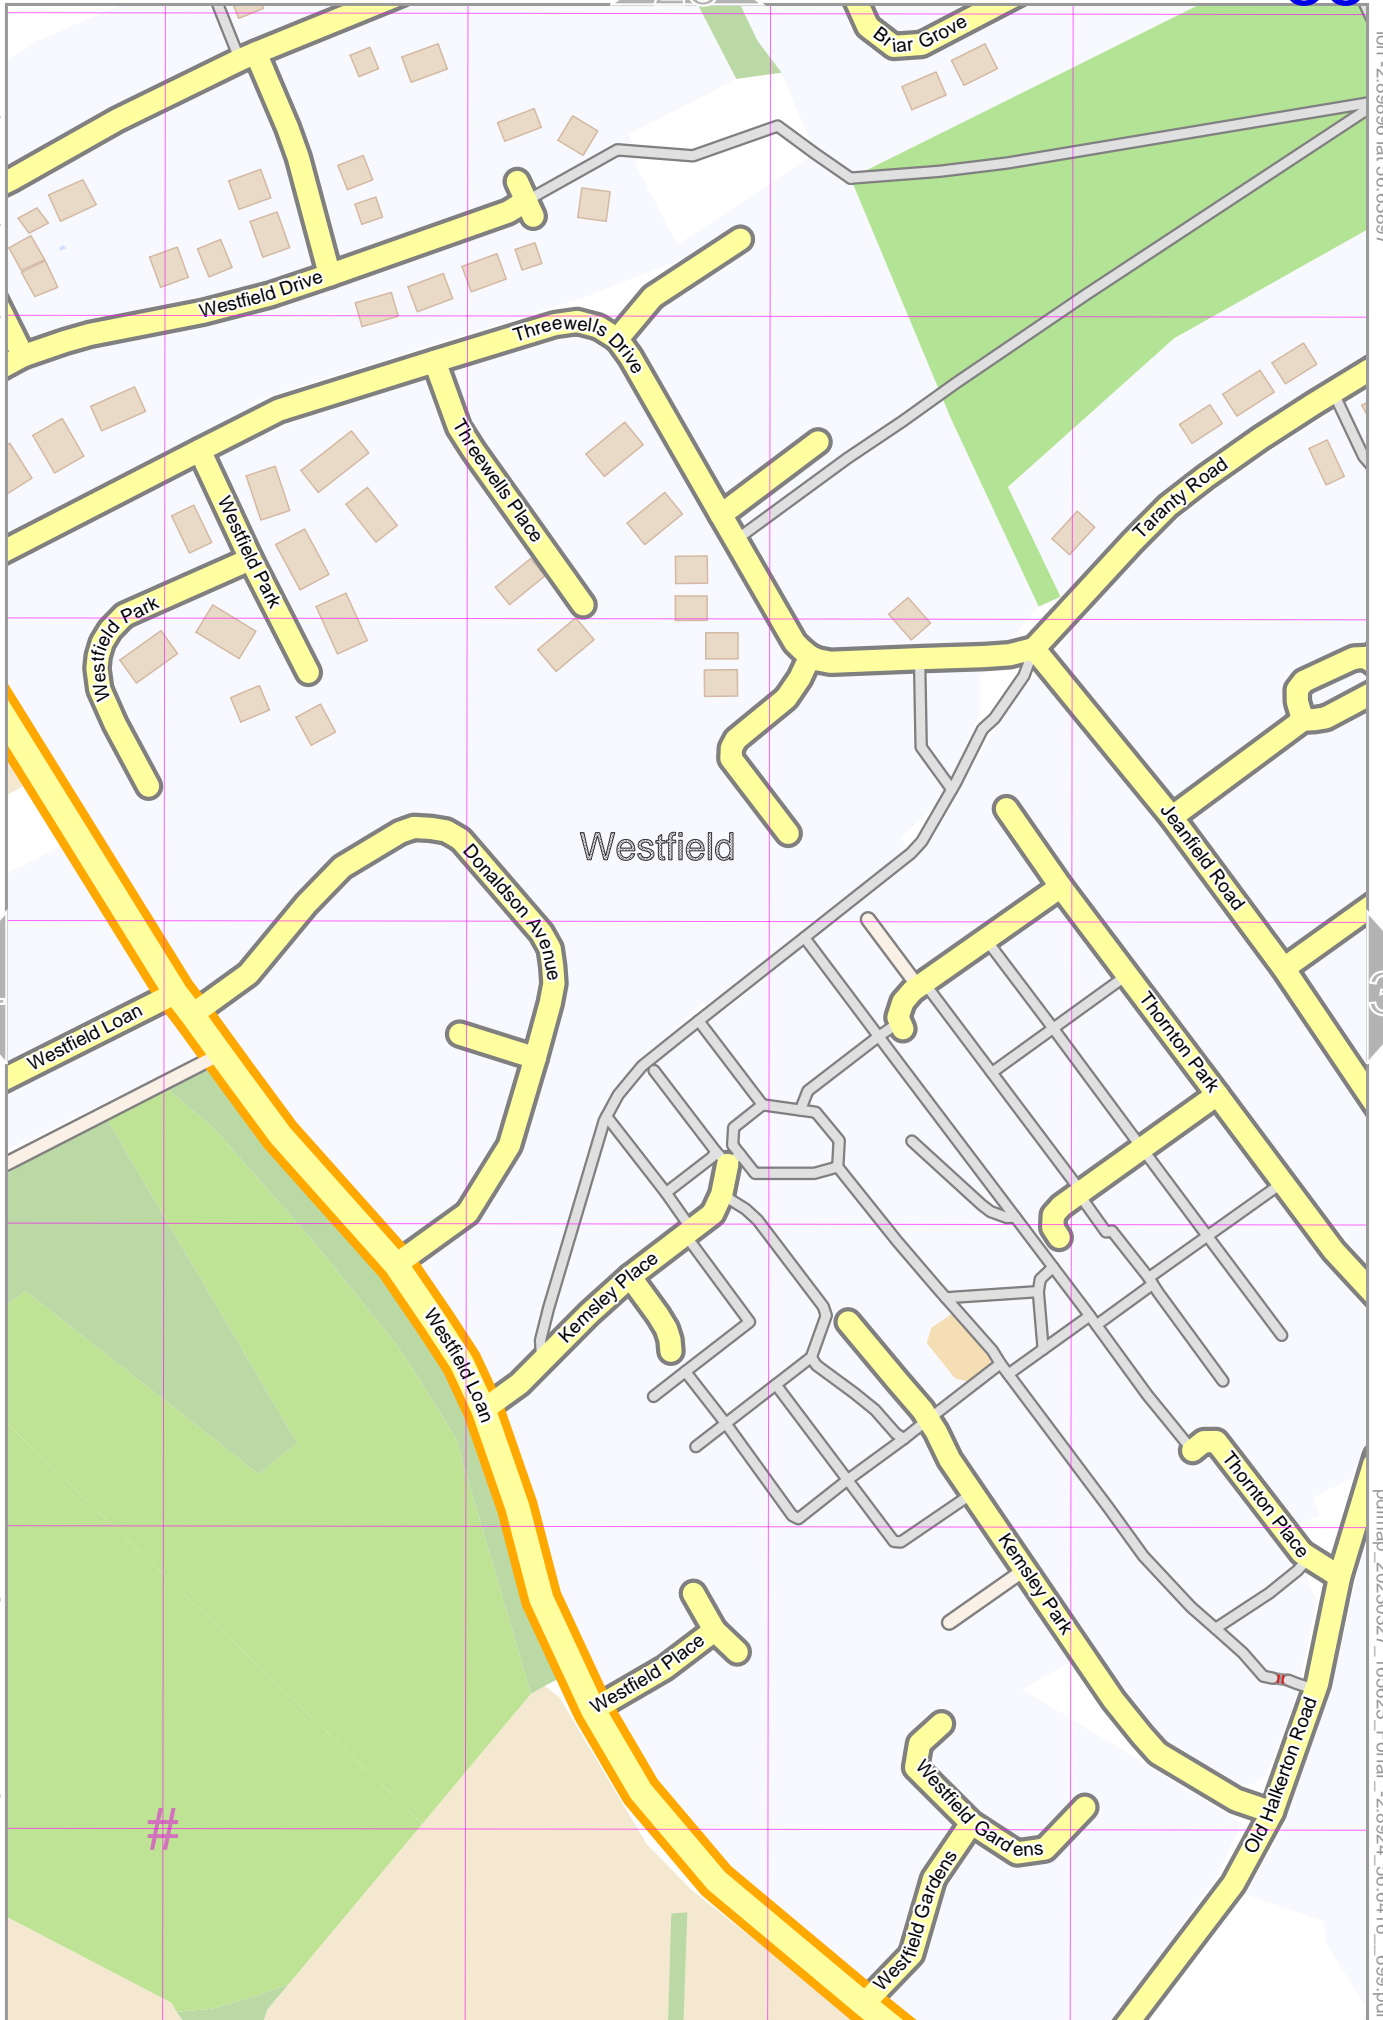 Briar Grove
Westfield Drive
Threewells Drive
Threewells Place
Taranty Road
Westfield Park
Westfield Park
Westfield
Jeanfield Road
Donaldson Avenue
Westfield Loan
Thornton Park
Kemsley Place
Westfield Loan
Thornton Place
Kemsley Park
Westfield Place
Old Halkerton Road
Westfield Gardens
Westfield Gardens
#